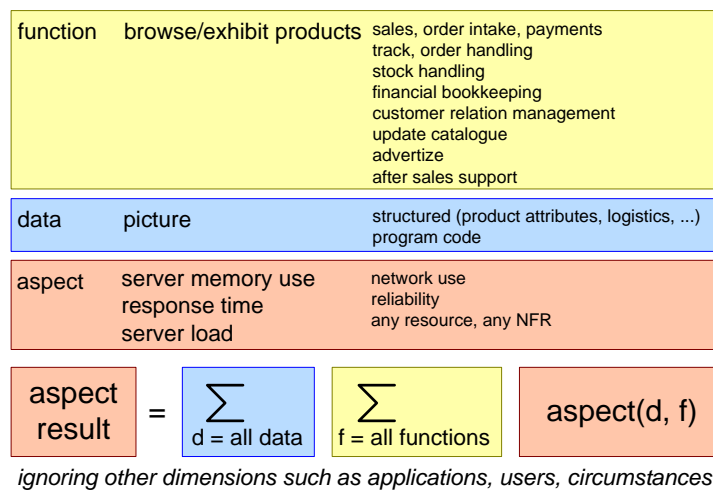 function browse/exhibit products sales, order intake, payments
track, order handling
stock handling
financial bookkeeping
customer relation management
update catalogue
advertize
after sales support
data picture structured (product attributes, logistics, ...)
program code
aspect server memory use network use
response time reliability
server load any resource, any NFR
aspect result = ∑ d = all data ∑ f = all functions aspect(d, f)
ignoring other dimensions such as applications, users, circumstances